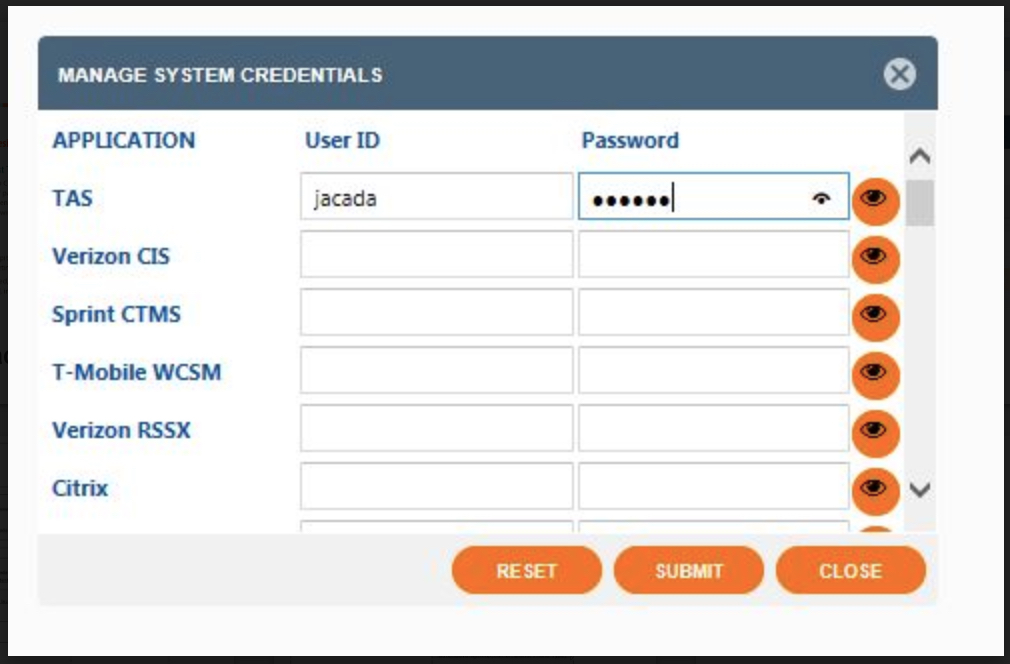 MANAGE SYSTEM CREDENTIALS
APPLICATION User ID Password
TAS jacada ••••••
Verizon CIS
Sprint CTMS
T-Mobile WCSM
Verizon RSSX
Citrix
RESET SUBMIT CLOSE